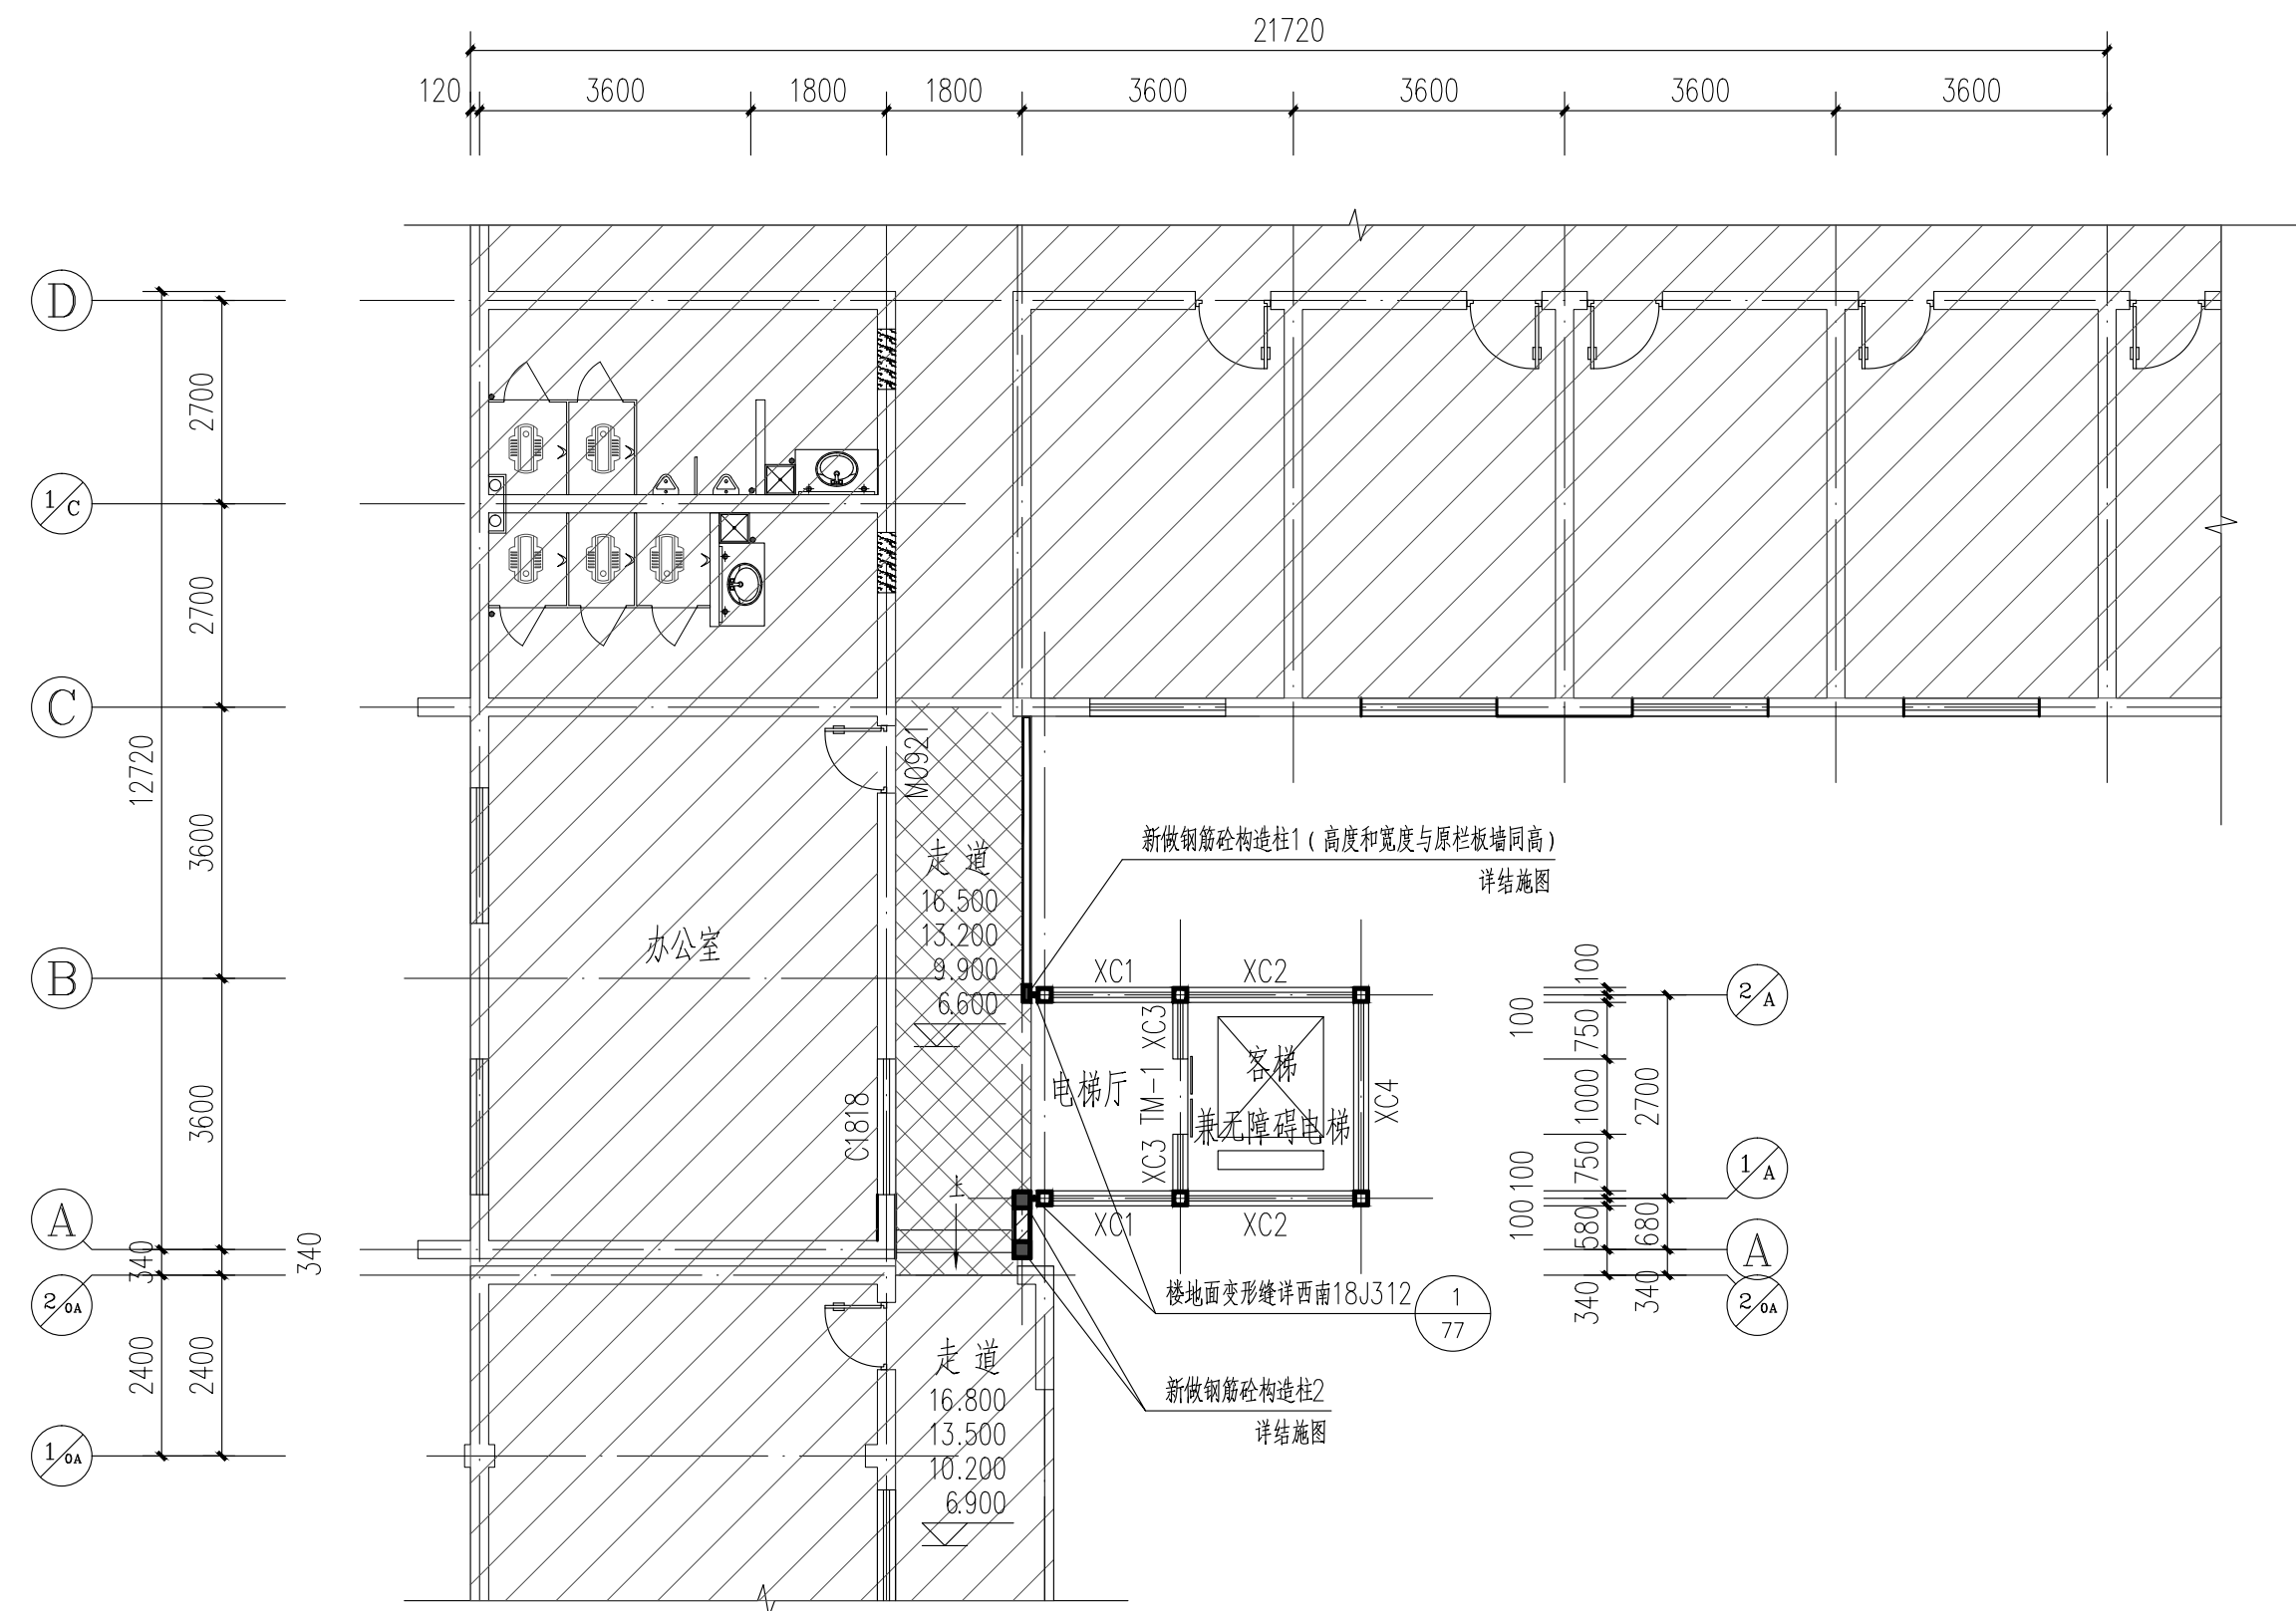 21720
120 3600 1800 1800 3600 3600 3600 3600
D
2700
1/C
2700
C
12720
M0921
3600
新做钢筋砼构造柱1（高度和宽度与原栏板墙同高）
详结施图
走道
16.500
13.200
9.900
6.600
办公室
B
XC1 XC2
100
2/A
100
750
XC3
客梯
电梯厅
TM-1
兼无障碍电梯
XC4
1000
2700
3600
C1818
XC3
750
100
1/A
上
XC1 XC2
100
580
680
A
A
340
340
2/0A
340
340
2/0A
楼地面变形缝详西南18J312
1
77
2400
2400
走道
16.800
13.500
10.200
6.900
新做钢筋砼构造柱2
详结施图
1/0A